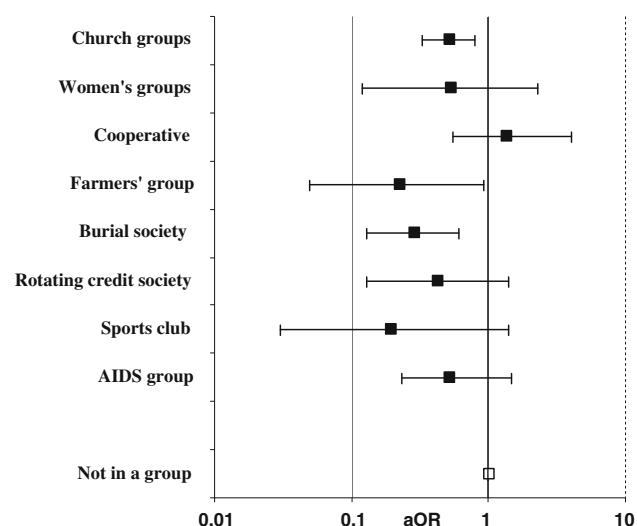 Church groups
Women's groups
Cooperative
Farmers' group
Burial society
Rotating credit society
Sports club
AIDS group
Not in a group
0.01 0.1 aOR 1 10